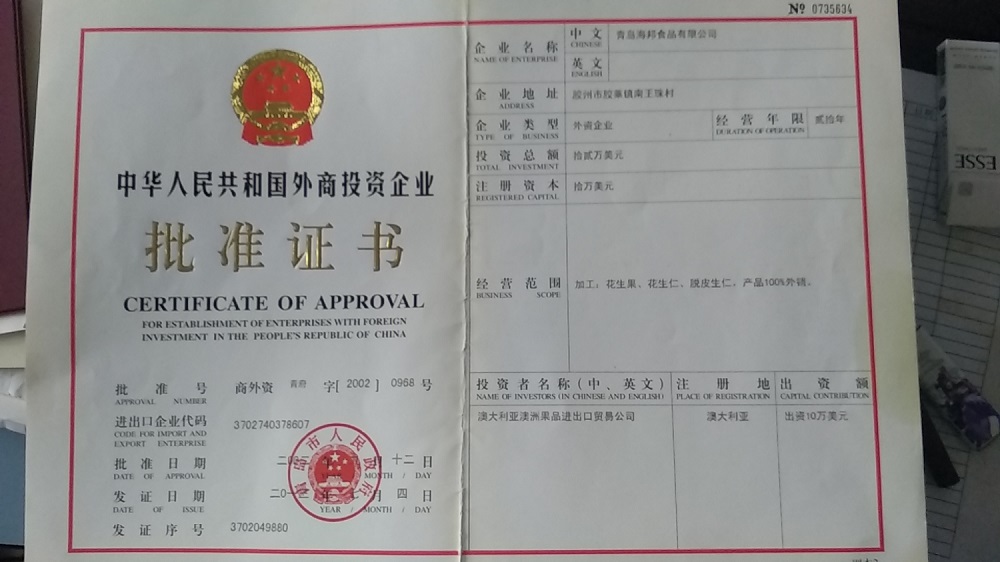 № 0735634
中华人民共和国外商投资企业
批准证书
CERTIFICATE OF APPROVAL
FOR ESTABLISHMENT OF ENTERPRISES WITH FOREIGN
INVESTMENT IN THE PEOPLE'S REPUBLIC OF CHINA
批准号 商外资 青府 字[ 2002 ] 0968 号
APPROVAL NUMBER
进出口企业代码 3702740378607
CODE FOR IMPORT AND
EXPORT ENTERPRISE
批准日期 十二 日
DATE OF APPROVAL MONTH / DAY
发证日期 年 月 四 日
DATE OF ISSUE YEAR / MONTH / DAY
发证序号 3702049880
青岛市人民政府
企业名称 中文 青岛海邦食品有限公司
NAME OF ENTERPRISE CHINESE
英文
ENGLISH
企业地址 胶州市胶莱镇南王珠村
ADDRESS
企业类型 外资企业 经营年限 贰拾年
TYPE OF BUSINESS DURATION OF OPERATION
投资总额 拾贰万美元
TOTAL INVESTMENT
注册资本 拾万美元
REGISTERED CAPITAL
经营范围 加工：花生果、花生仁、脱皮生仁。产品100%外销。
BUSINESS SCOPE
投资者名称（中、英文） 注册地 出资额
NAME OF INVESTORS (IN CHINESE AND ENGLISH) PLACE OF REGISTRATION CAPITAL CONTRIBUTION
澳大利亚澳洲果品进出口贸易公司 澳大利亚 出资10万美元
ESSE